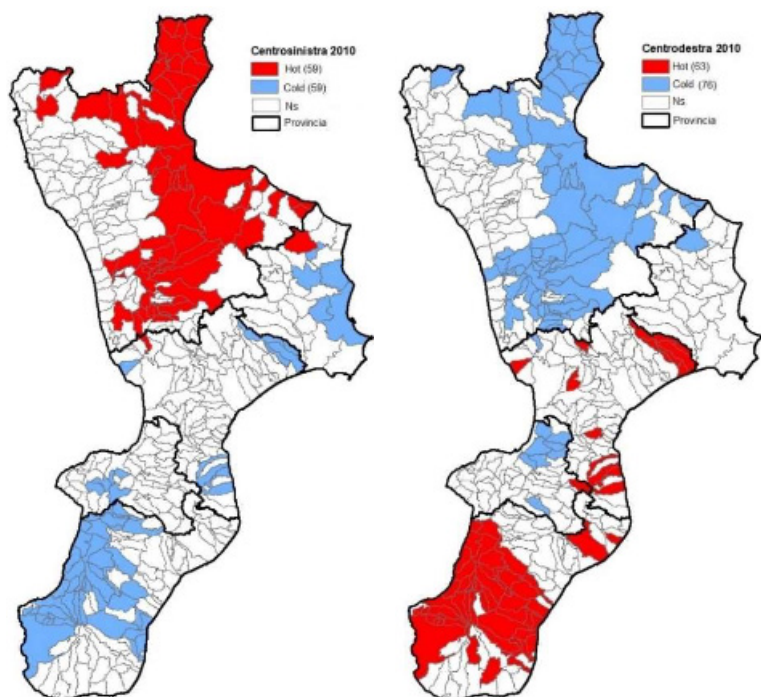 Centrosinistra 2010
Hot (59)
Cold (59)
Ns
Provincia
Centrodestra 2010
Hot (63)
Cold (76)
Ns
Provincia